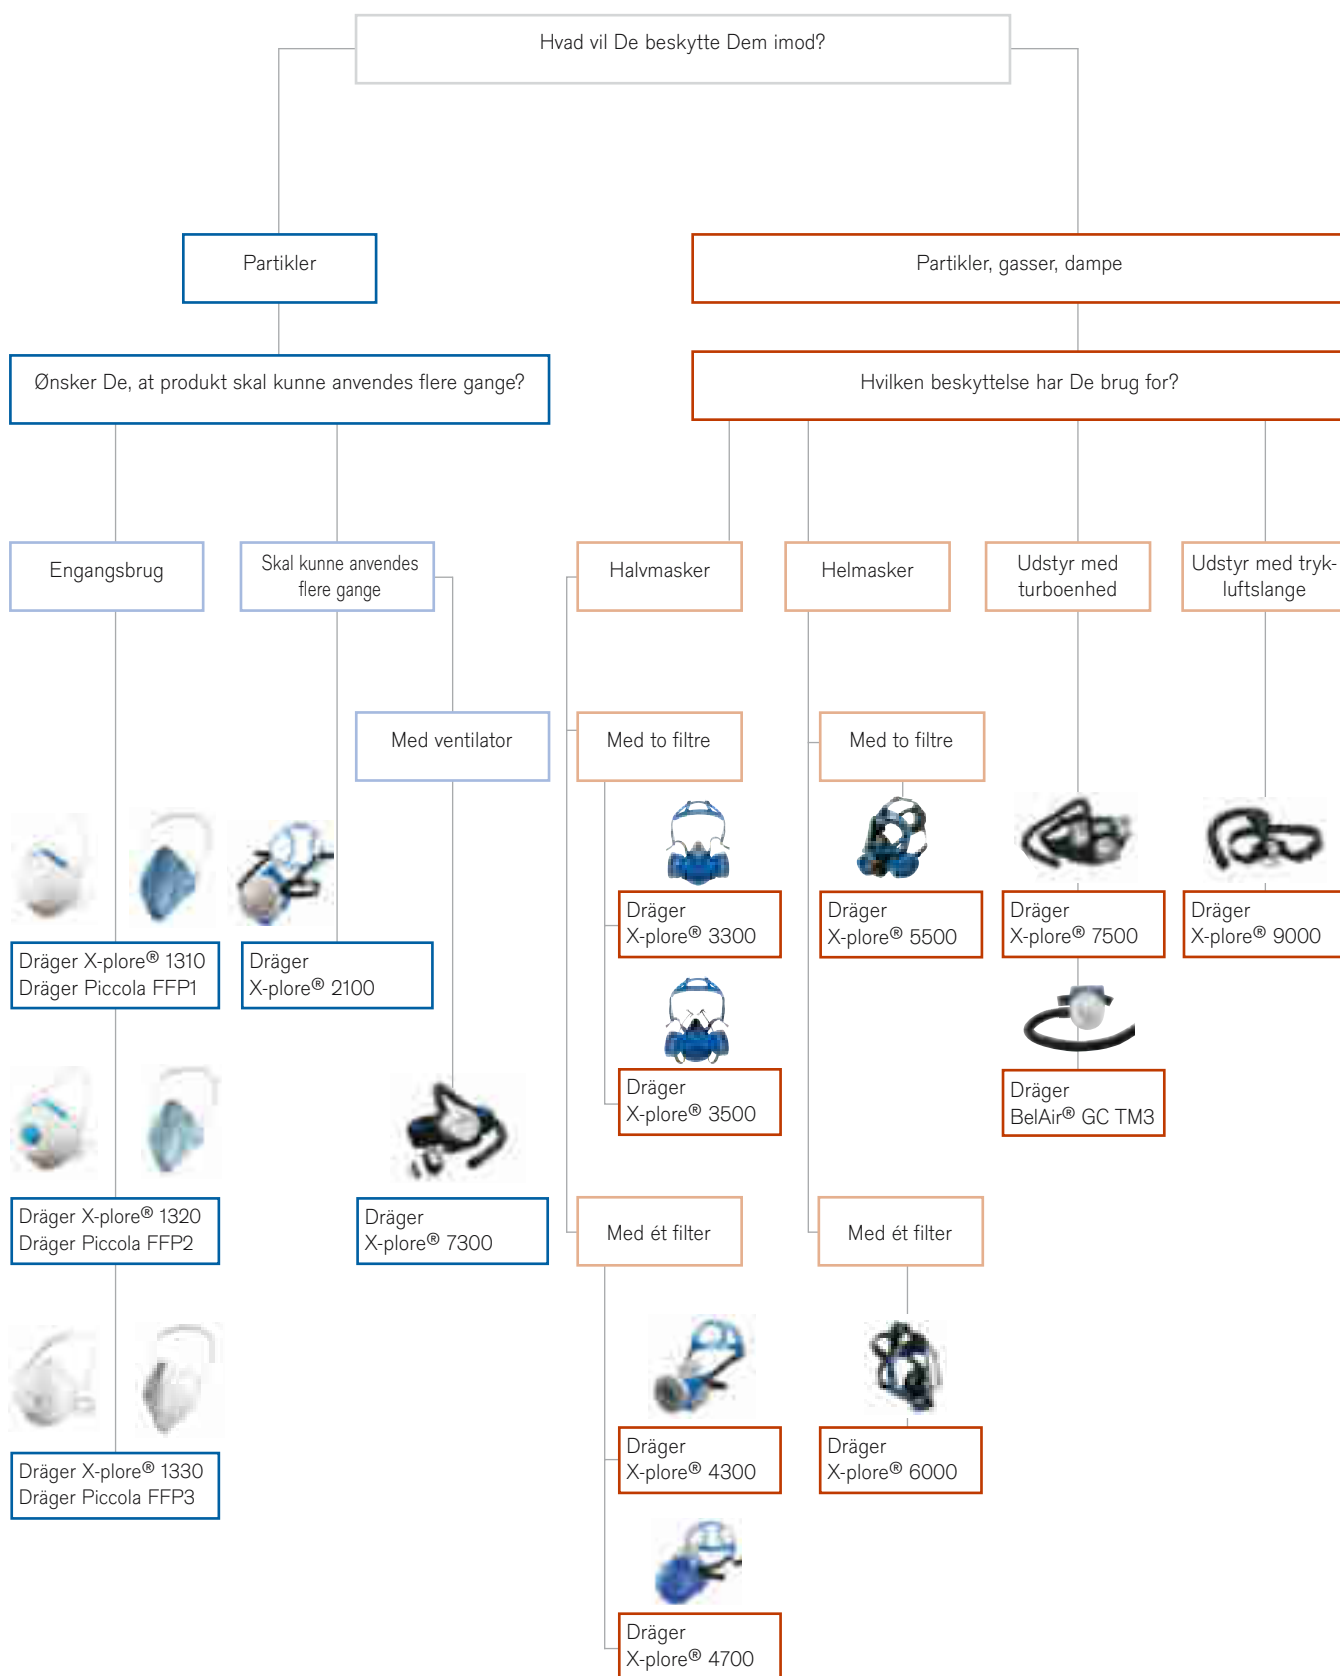 Hvad vil De beskytte Dem imod?
Partikler
Partikler, gasser, dampe
Ønsker De, at produkt skal kunne anvendes flere gange?
Hvilken beskyttelse har De brug for?
Engangsbrug
Skal kunne anvendes
flere gange
Halvmasker
Helmasker
Udstyr med
turboenhed
Udstyr med tryk-
luftslange
Med ventilator
Med to filtre
Med to filtre
Dräger X-plore® 1310
Dräger Piccola FFP1
Dräger
X-plore® 2100
Dräger
X-plore® 3300
Dräger
X-plore® 5500
Dräger
X-plore® 7500
Dräger
X-plore® 9000
Dräger
X-plore® 3500
Dräger
BelAir® GC TM3
Dräger X-plore® 1320
Dräger Piccola FFP2
Dräger
X-plore® 7300
Med ét filter
Med ét filter
Dräger X-plore® 1330
Dräger Piccola FFP3
Dräger
X-plore® 4300
Dräger
X-plore® 6000
Dräger
X-plore® 4700